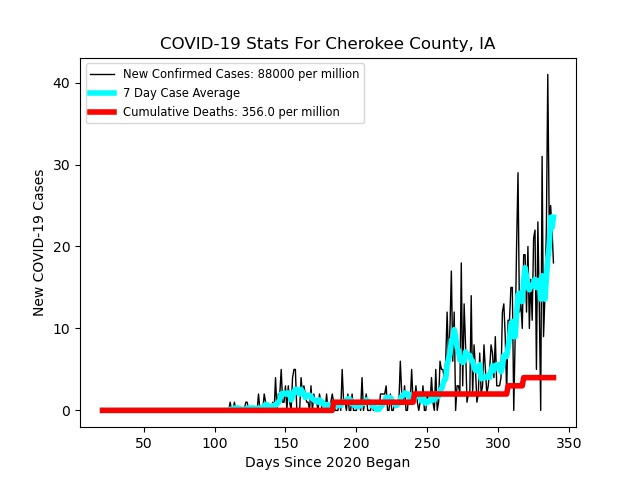 COVID-19 Stats For Cherokee County, IA
New Confirmed Cases: 88000 per million
7 Day Case Average
Cumulative Deaths: 356.0 per million
New COVID-19 Cases
40
30
20
10
0
50 100 150 200 250 300 350
Days Since 2020 Began